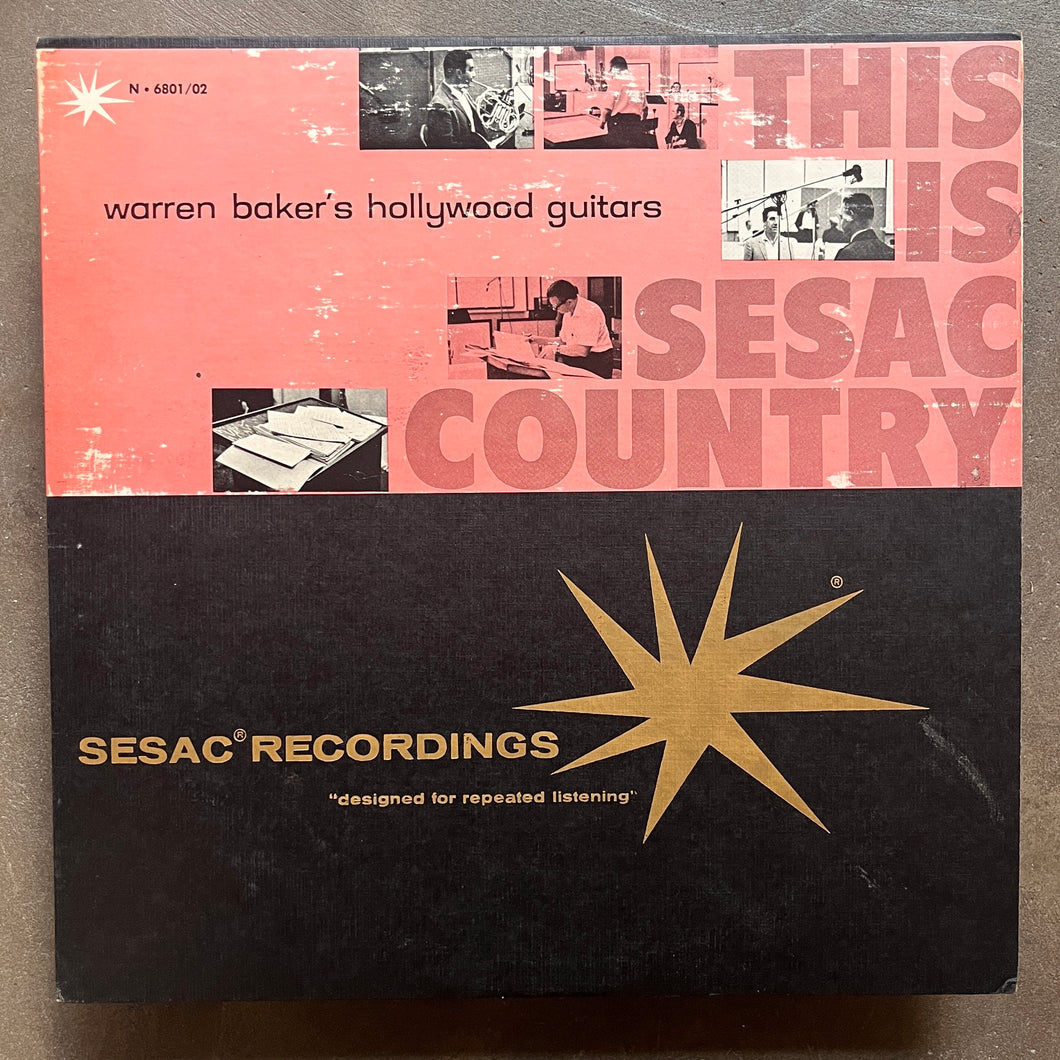 N • 6801/02
THIS
warren baker's hollywood guitars
IS
SESAC
COUNTRY
®
SESAC® RECORDINGS
"designed for repeated listening"